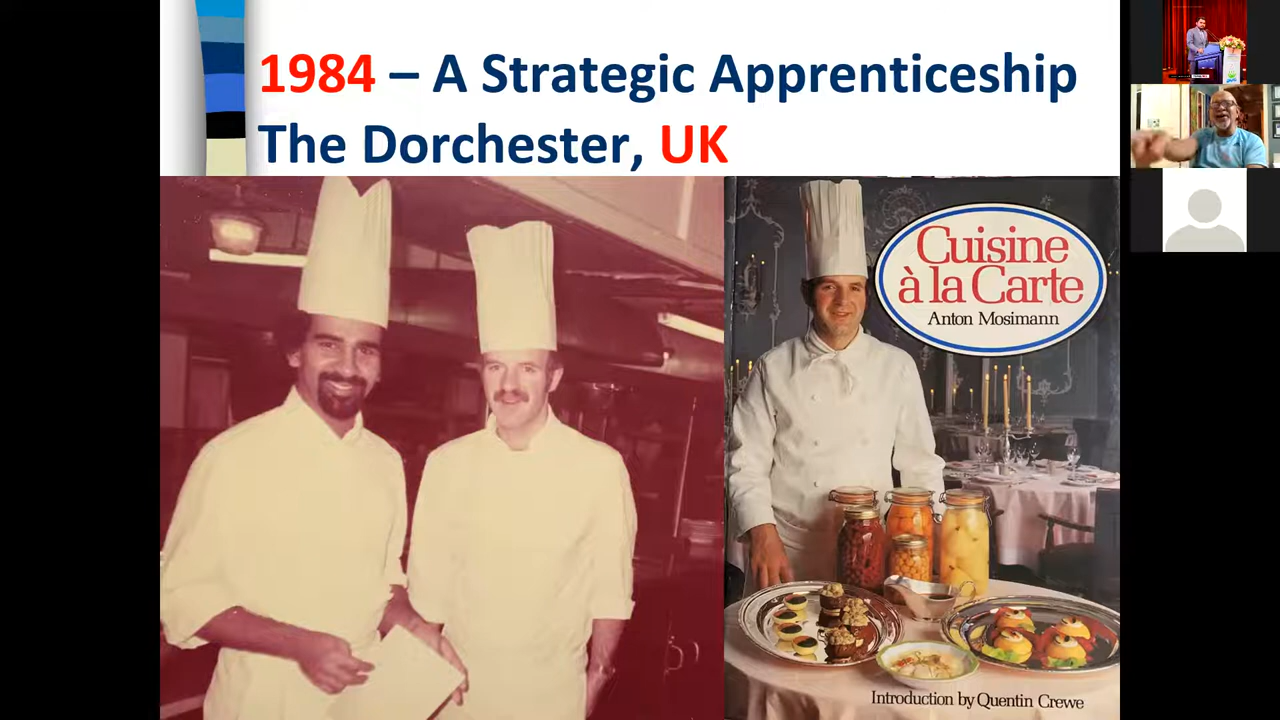 1984 – A Strategic Apprenticeship
The Dorchester, UK
Cuisine
à la Carte
Anton Mosimann
Introduction by Quentin Crewe